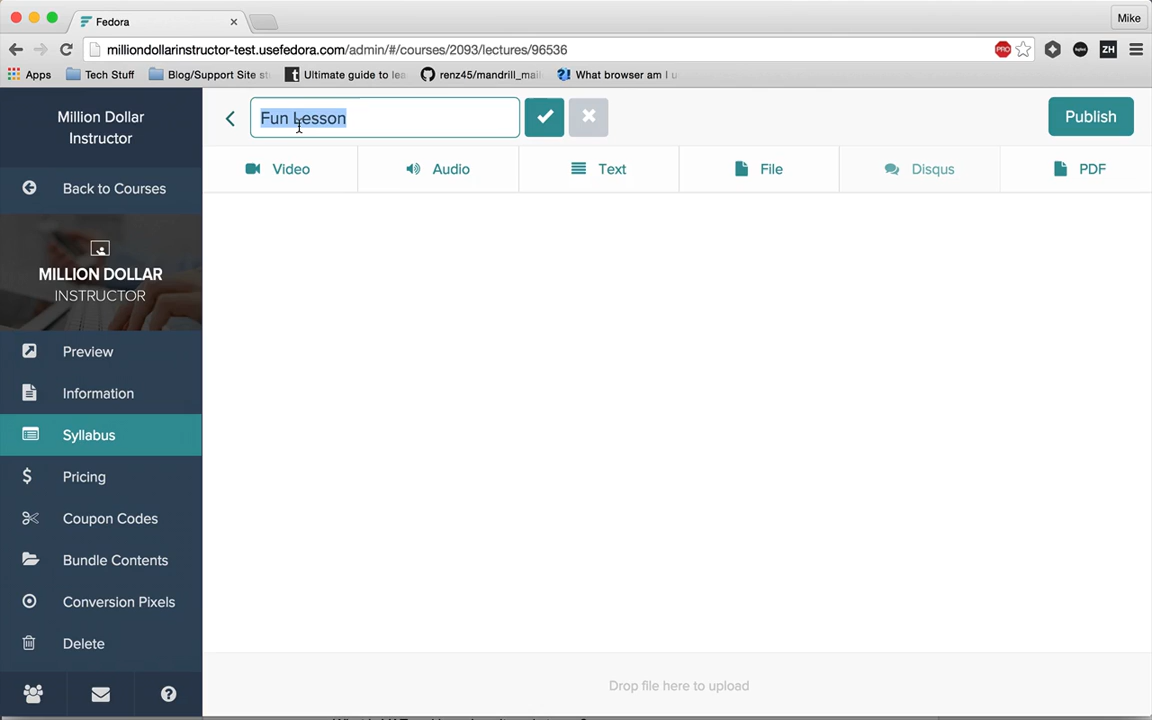 Fedora
Mike
milliondollarinstructor-test.usefedora.com/admin/#/courses/2093/lectures/96536
PRO
ZH
Apps
Tech Stuff
Blog/Support Site st
Ultimate guide to lea
renz45/mandrill_mail
What browser am I u
Million Dollar
Instructor
Fun Lesson
Publish
Video
Audio
Text
File
Disqus
PDF
Back to Courses
MILLION DOLLAR
INSTRUCTOR
Preview
Information
Syllabus
Pricing
Coupon Codes
Bundle Contents
Conversion Pixels
Delete
Drop file here to upload